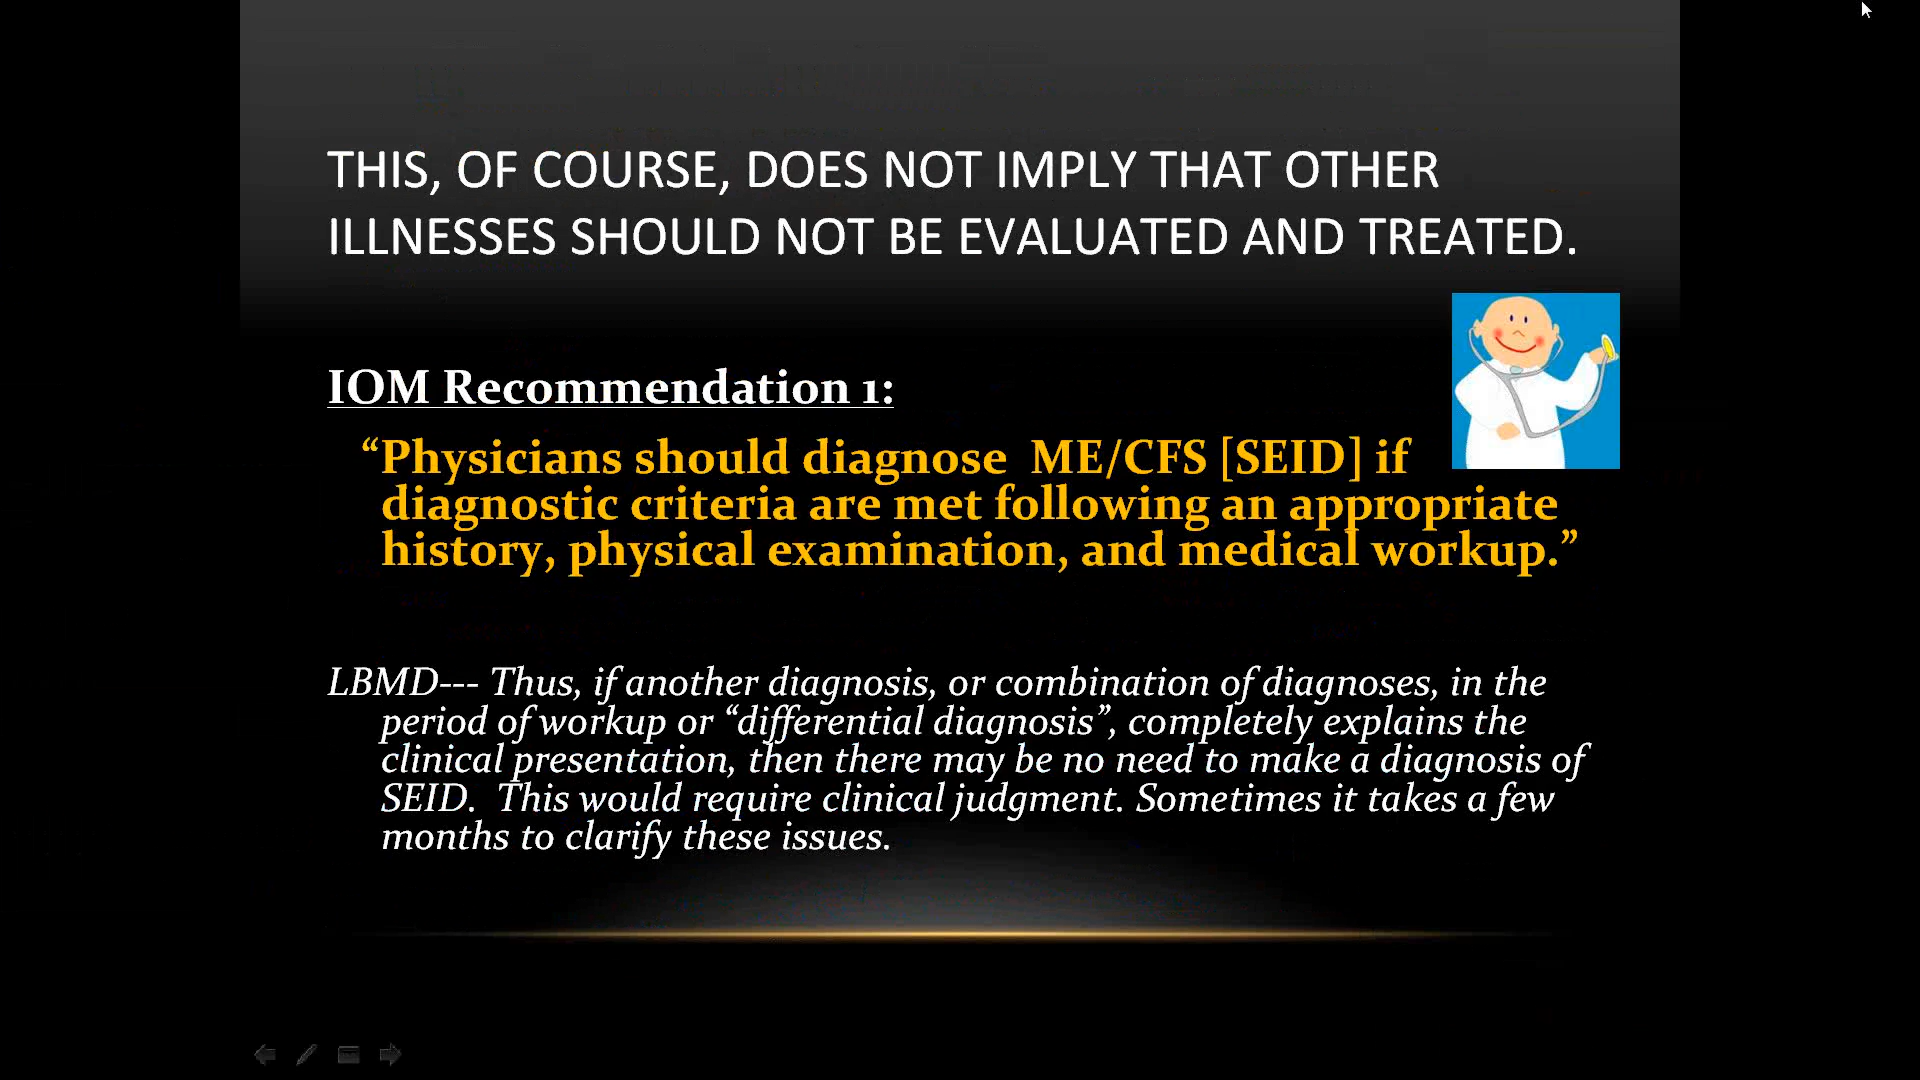 THIS, OF COURSE, DOES NOT IMPLY THAT OTHER
ILLNESSES SHOULD NOT BE EVALUATED AND TREATED.
IOM Recommendation 1:
“Physicians should diagnose  ME/CFS [SEID] if
diagnostic criteria are met following an appropriate
history, physical examination, and medical workup.”
LBMD--- Thus, if another diagnosis, or combination of diagnoses, in the
period of workup or “differential diagnosis”, completely explains the
clinical presentation, then there may be no need to make a diagnosis of
SEID.  This would require clinical judgment. Sometimes it takes a few
months to clarify these issues.